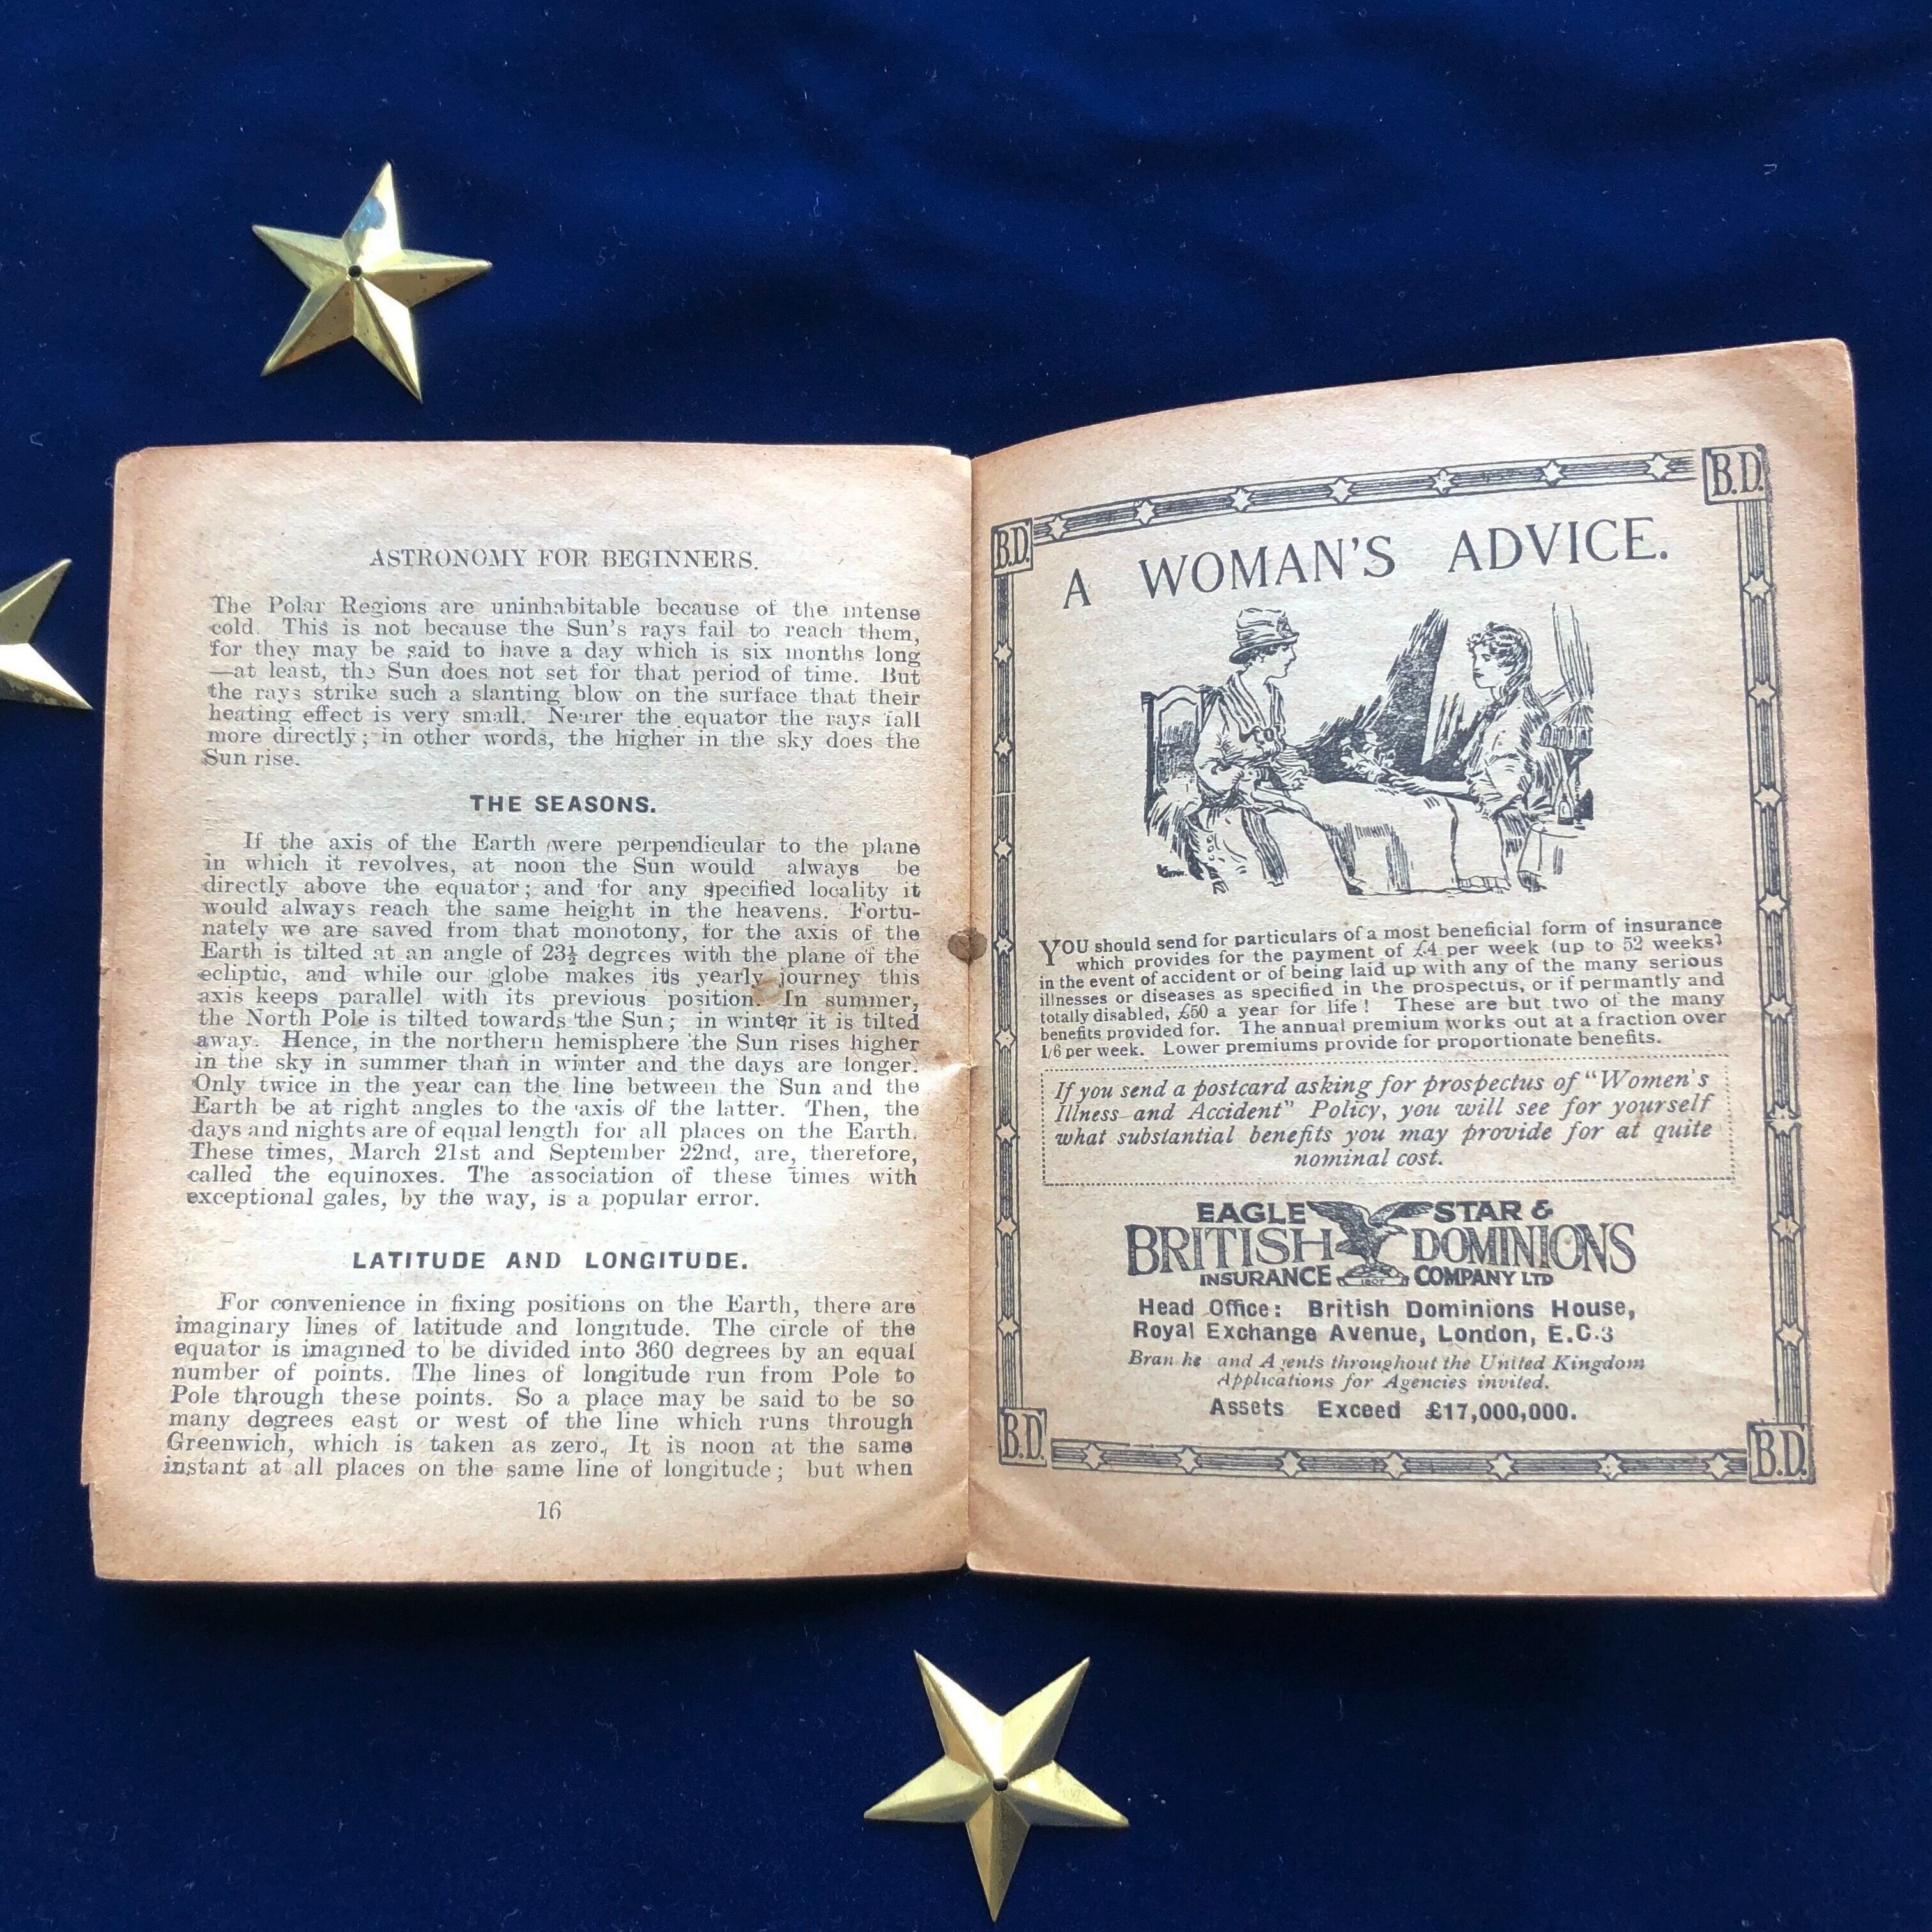 ASTRONOMY FOR BEGINNERS.
The Polar Regions are uninhabitable because of the intense
cold. This is not because the Sun's rays fail to reach them,
for they may be said to have a day which is six months long
—at least, the Sun does not set for that period of time. But
the rays strike such a slanting blow on the surface that their
heating effect is very small. Nearer the equator the rays fall
more directly; in other words, the higher in the sky does the
Sun rise.
THE SEASONS.
If the axis of the Earth were perpendicular to the plane
in which it revolves, at noon the Sun would always be
directly above the equator; and for any specified locality it
would always reach the same height in the heavens. Fortu-
nately we are saved from that monotony, for the axis of the
Earth is tilted at an angle of 23½ degrees with the plane of the
ecliptic, and while our globe makes its yearly journey this
axis keeps parallel with its previous position. In summer,
the North Pole is tilted towards the Sun; in winter it is tilted
away. Hence, in the northern hemisphere the Sun rises higher
in the sky in summer than in winter and the days are longer.
Only twice in the year can the line between the Sun and the
Earth be at right angles to the axis of the latter. Then, the
days and nights are of equal length for all places on the Earth.
These times, March 21st and September 22nd, are, therefore,
called the equinoxes. The association of these times with
exceptional gales, by the way, is a popular error.
LATITUDE AND LONGITUDE.
For convenience in fixing positions on the Earth, there are
imaginary lines of latitude and longitude. The circle of the
equator is imagined to be divided into 360 degrees by an equal
number of points. The lines of longitude run from Pole to
Pole through these points. So a place may be said to be so
many degrees east or west of the line which runs through
Greenwich, which is taken as zero. It is noon at the same
instant at all places on the same line of longitude; but when
16
B.D.
B.D.
A WOMAN'S ADVICE.
YOU should send for particulars of a most beneficial form of insurance
which provides for the payment of £4 per week (up to 52 weeks)
in the event of accident or of being laid up with any of the many serious
illnesses or diseases as specified in the prospectus, or if permantly and
totally disabled, £50 a year for life! These are but two of the many
benefits provided for. The annual premium works out at a fraction over
1/6 per week. Lower premiums provide for proportionate benefits.
If you send a postcard asking for prospectus of "Women's
Illness and Accident" Policy, you will see for yourself
what substantial benefits you may provide for at quite
nominal cost.
EAGLE STAR &
BRITISH DOMINIONS
INSURANCE 1807 COMPANY LTD
Head Office: British Dominions House,
Royal Exchange Avenue, London, E.C.3
Bran he and A ents throughout the United Kingdom
Applications for Agencies invited.
Assets Exceed £17,000,000.
B.D.
B.D.